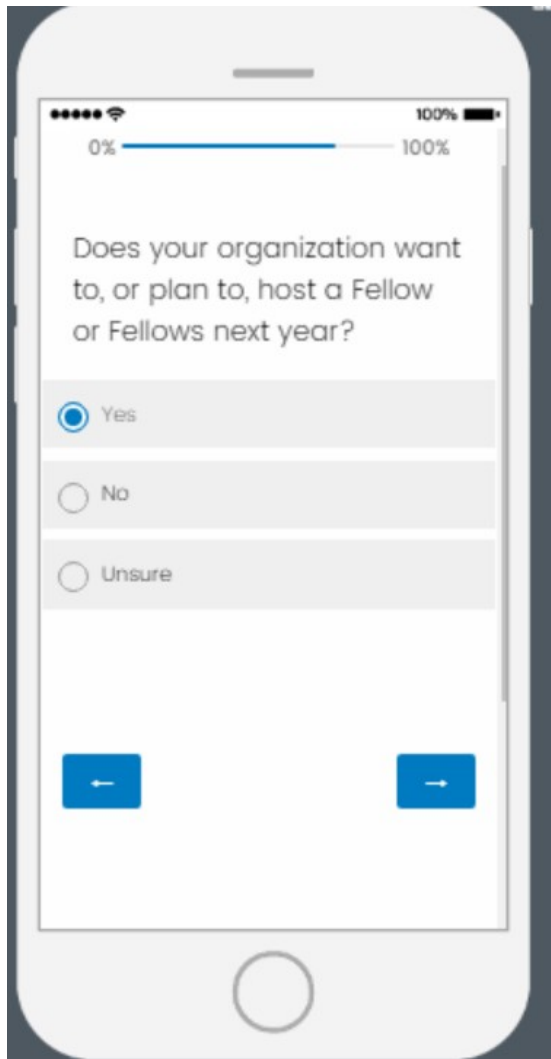 100%
0% 100%
Does your organization want
to, or plan to, host a Fellow
or Fellows next year?
Yes
No
Unsure
← →